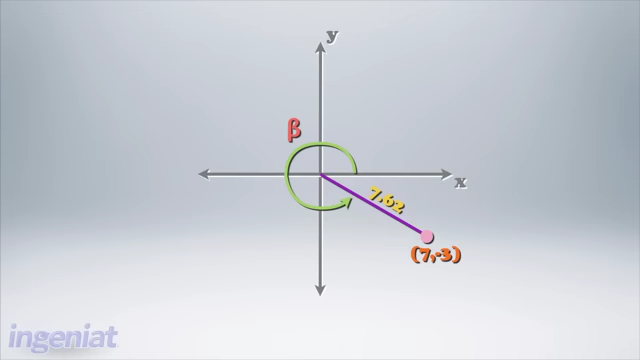 y
β
x
7.62
(7,-3)
ingeniat